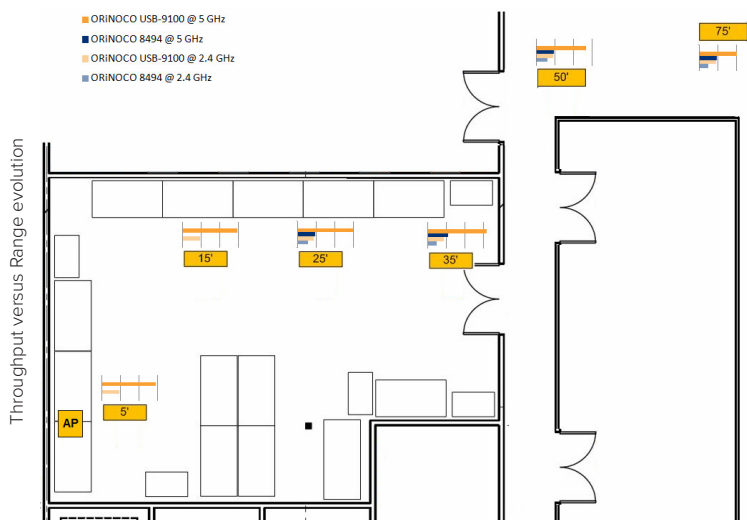 ORiNOCO USB-9100 @ 5 GHz
ORiNOCO 8494 @ 5 GHz
ORiNOCO USB-9100 @ 2.4 GHz
ORiNOCO 8494 @ 2.4 GHz
75'
50'
Throughput versus Range evolution
15'
25'
35'
5'
AP